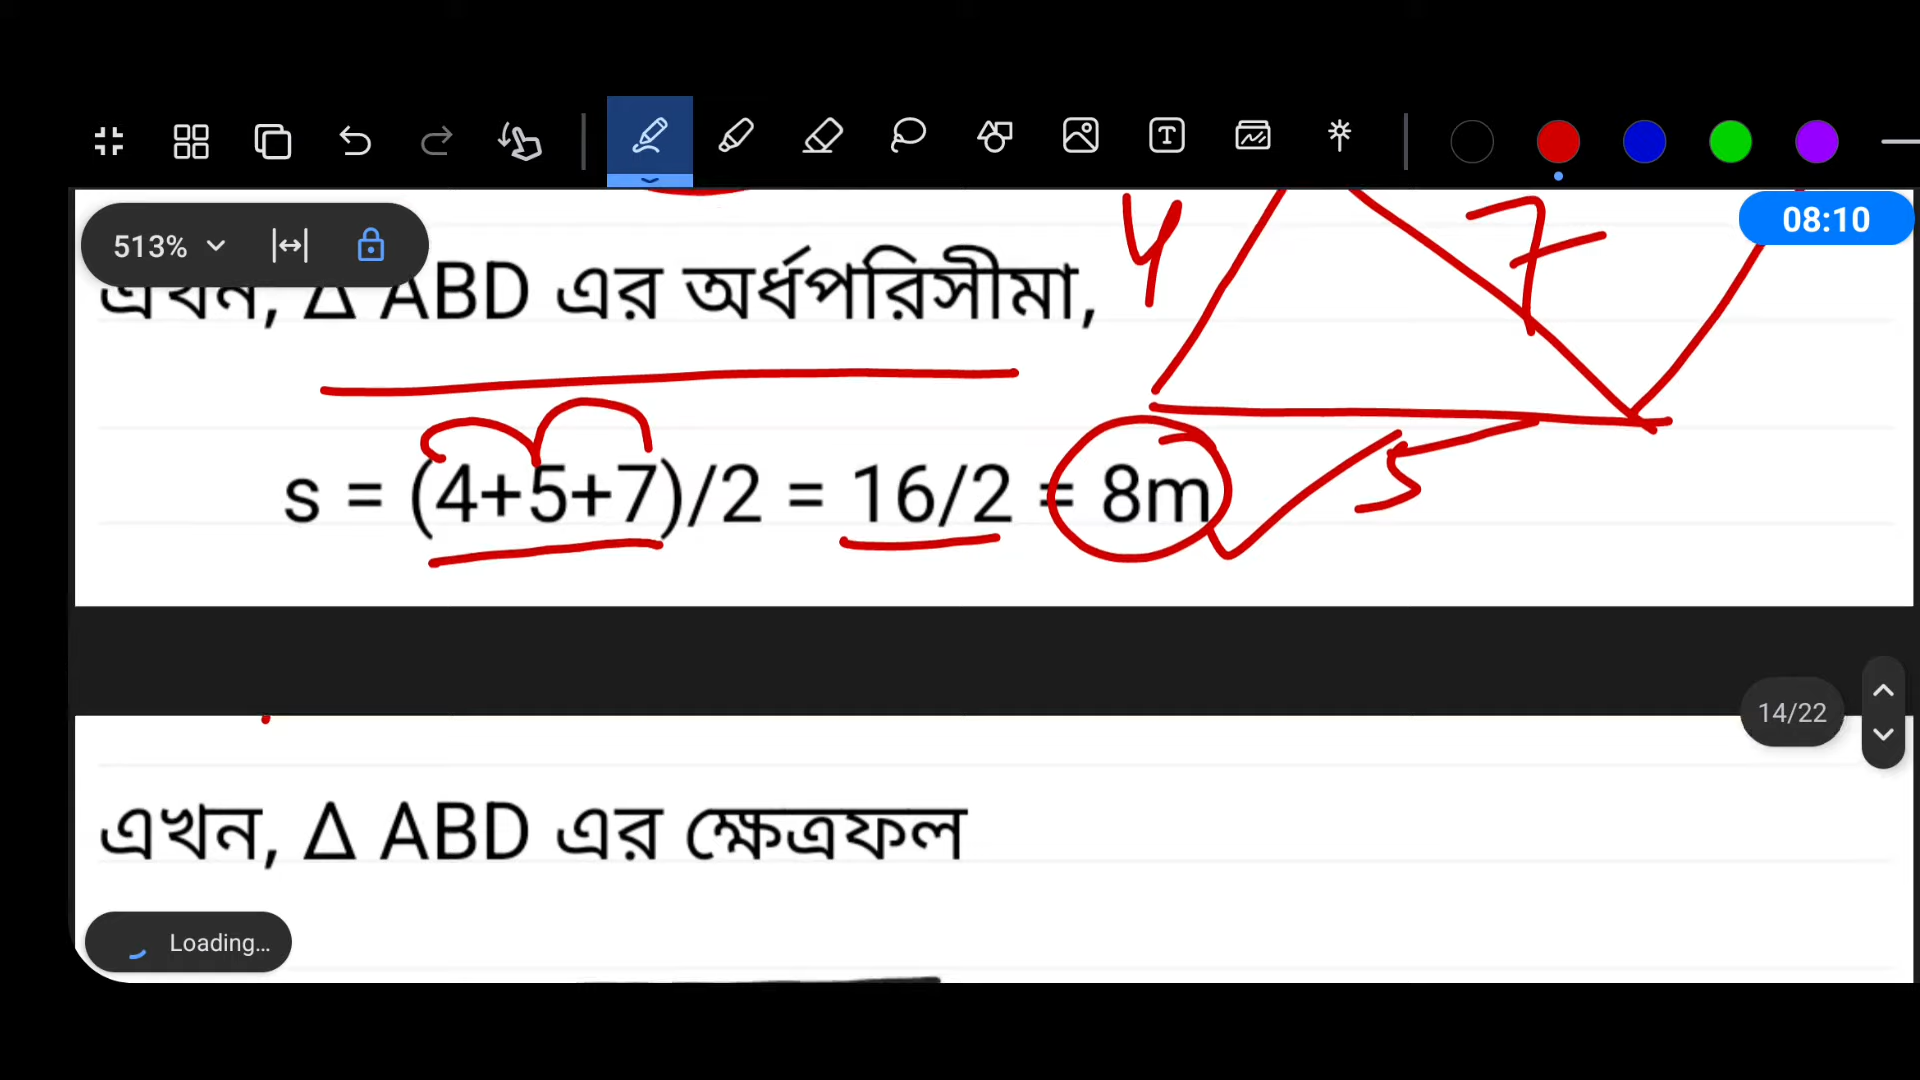 513%
08:10
4
7
এখন, Δ ABD এর অর্ধপরিসীমা,
s = (4+5+7)/2 = 16/2 = 8m
5
14/22
এখন, Δ ABD এর ক্ষেত্রফল
Loading...